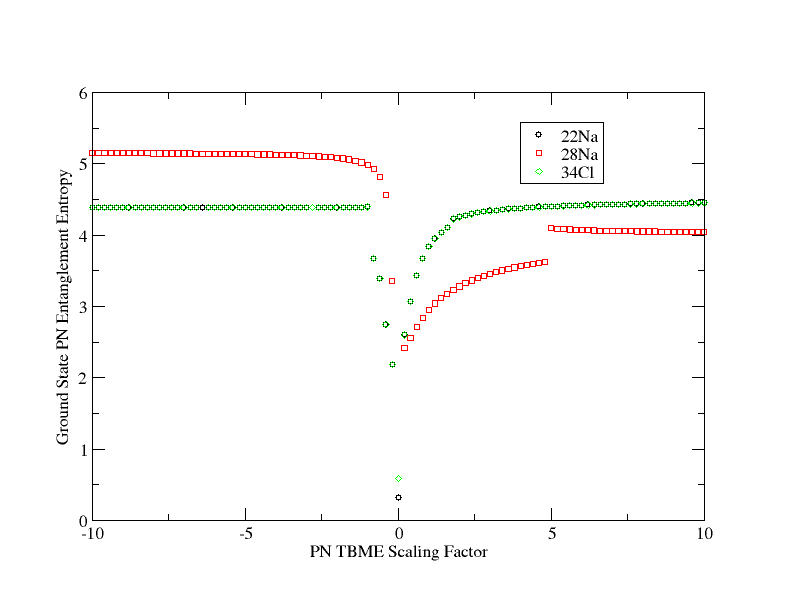 6
5
4
3
2
1
0
Ground State PN Entanglement Entropy
22Na
28Na
34Cl
-10
-5
0
5
10
PN TBME Scaling Factor